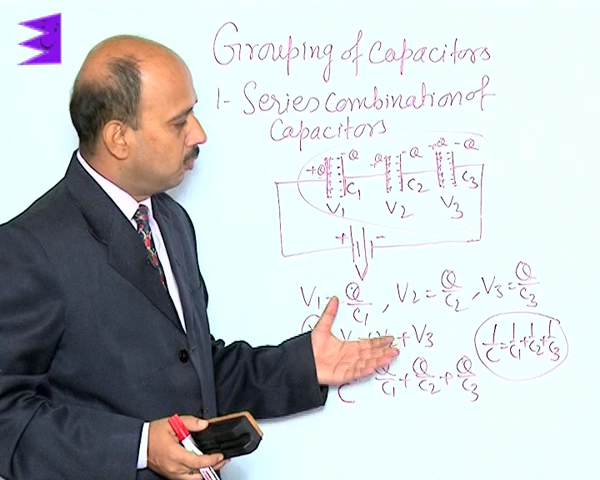 Grouping of Capacitors
1- Series combination of
Capacitors
+Q -Q +Q -Q +Q -Q
C₁ C₂ C₃
V₁ V₂ V₃
+ -
V
V₁ = Q/C₁ , V₂ = Q/C₂ , V₃ = Q/C₃
V₂ + V₃
1/C = 1/C₁ + 1/C₂ + 1/C₃
C Q/C₁ + Q/C₂ + Q/C₃